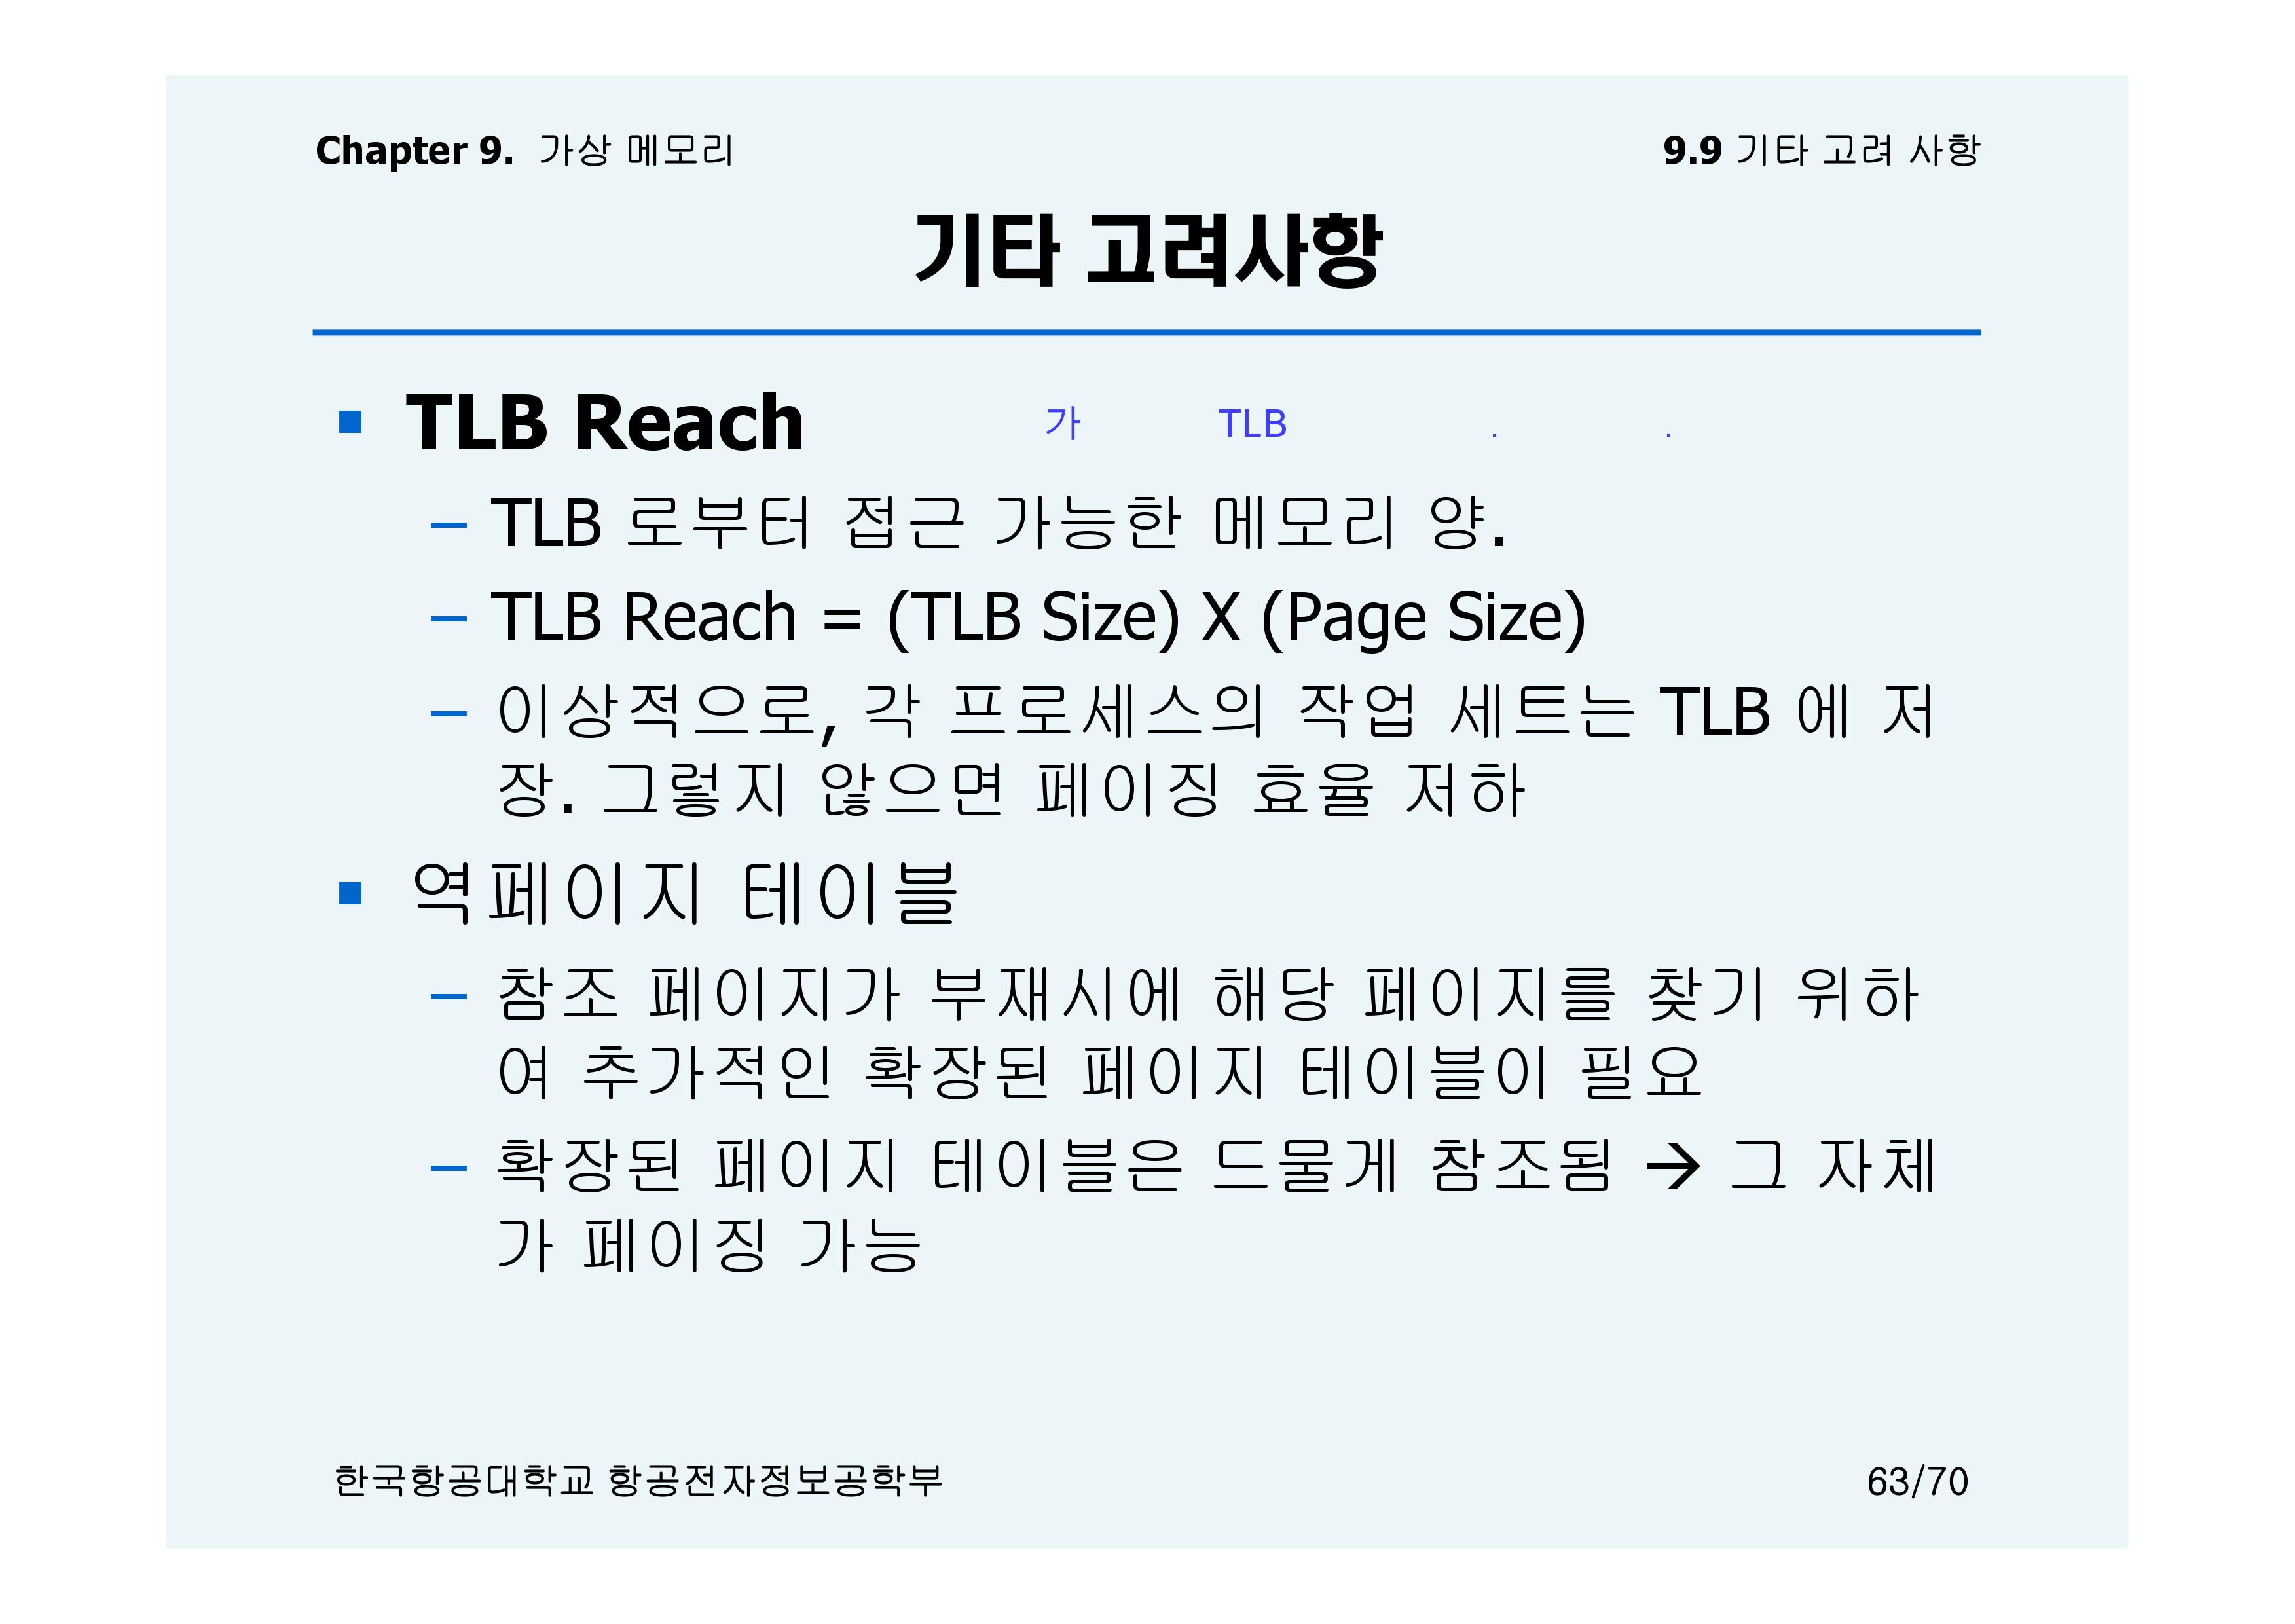 Chapter 9. 가상 메모리
9.9 기타 고려 사항
기타 고려사항
TLB Reach
가 TLB . .
– TLB 로부터 접근 가능한 메모리 양.
– TLB Reach = (TLB Size) X (Page Size)
– 이상적으로, 각 프로세스의 작업 세트는 TLB 에 저
장. 그렇지 않으면 페이징 효율 저하
역페이지 테이블
– 참조 페이지가 부재시에 해당 페이지를 찾기 위하
여 추가적인 확장된 페이지 테이블이 필요
– 확장된 페이지 테이블은 드물게 참조됨 → 그 자체
가 페이징 가능
한국항공대학교 항공전자정보공학부
63/70